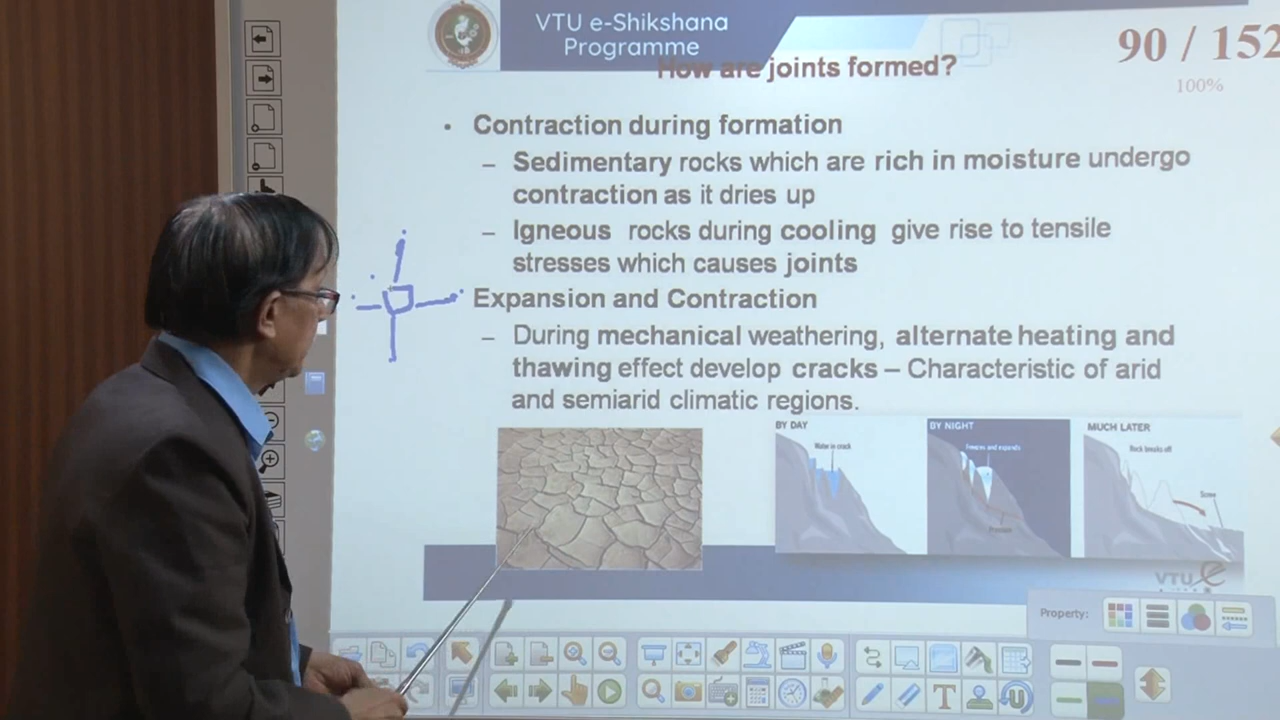 VTU e-Shikshana
Programme
90 / 152
100%
How are joints formed?
• Contraction during formation
– Sedimentary rocks which are rich in moisture undergo
contraction as it dries up
– Igneous rocks during cooling give rise to tensile
stresses which causes joints
Expansion and Contraction
– During mechanical weathering, alternate heating and
thawing effect develop cracks – Characteristic of arid
and semiarid climatic regions.
BY DAY
Water in crack
BY NIGHT
Freezes and expands
MUCH LATER
Rock breaks off
Scree
VTU e
Property: